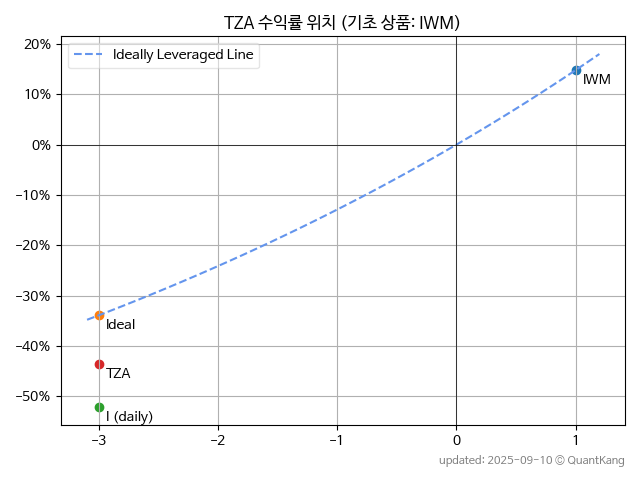 TZA 수익률 위치 (기초 상품: IWM)
Ideally Leveraged Line
20%
10%
0%
−10%
−20%
−30%
−40%
−50%
IWM
Ideal
TZA
I (daily)
−3
−2
−1
0
1
updated: 2025-09-10 © QuantKang